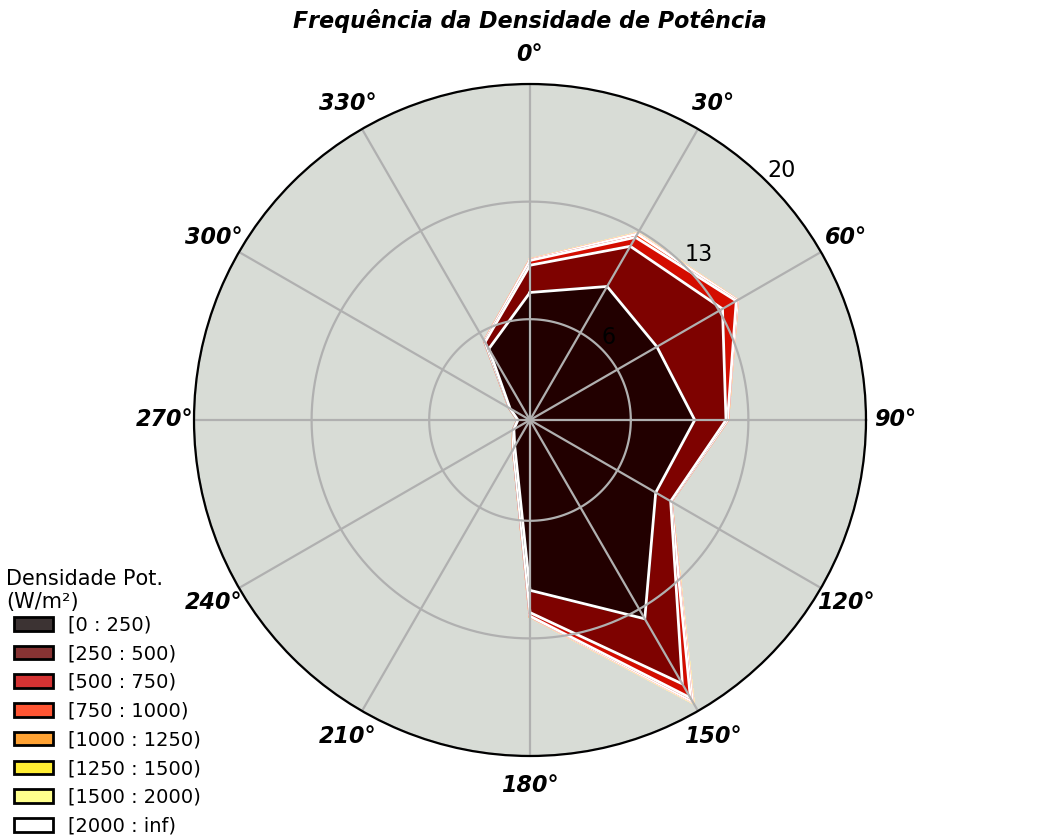 Frequência da Densidade de Potência
0°
330°
30°
20
300°
60°
13
6
270°
90°
240°
120°
210°
150°
180°
Densidade Pot.
(W/m²)
[0 : 250)
[250 : 500)
[500 : 750)
[750 : 1000)
[1000 : 1250)
[1250 : 1500)
[1500 : 2000)
[2000 : inf)